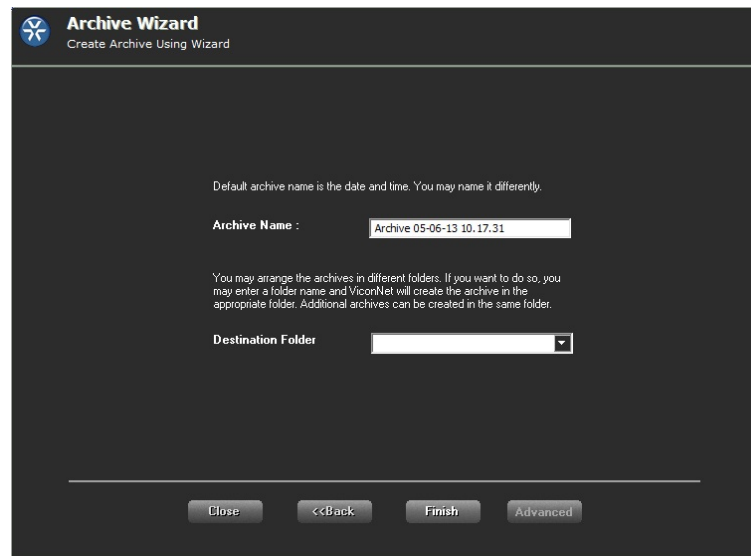 Archive Wizard
Create Archive Using Wizard
Default archive name is the date and time. You may name it differently.
Archive Name :
Archive 05-06-13 10.17.31
You may arrange the archives in different folders. If you want to do so, you
may enter a folder name and ViconNet will create the archive in the
appropriate folder. Additional archives can be created in the same folder.
Destination Folder
Close
<<Back
Finish
Advanced